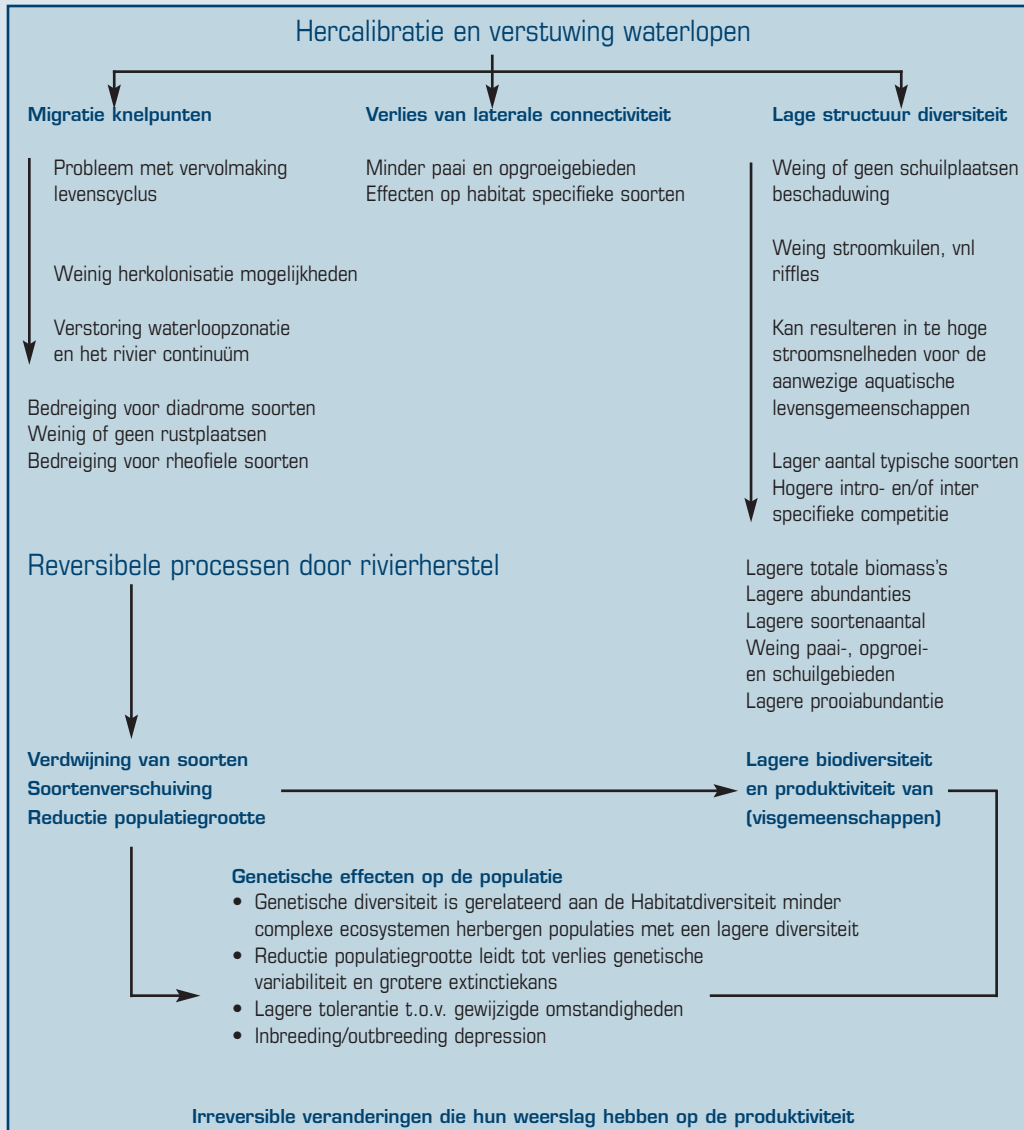 Hercalibratie en verstuwing waterlopen
Migratie knelpunten
Probleem met vervolmaking
levenscyclus
Weinig herkolonisatie mogelijkheden
Verstoring waterloopzonatie
en het rivier continuüm
Bedreiging voor diadrome soorten
Weinig of geen rustplaatsen
Bedreiging voor rheofiele soorten
Verlies van laterale connectiviteit
Minder paai en opgroeigebieden
Effecten op habitat specifieke soorten
Lage structuur diversiteit
Weing of geen schuilplaatsen
beschaduwing
Weing stroomkuilen, vnl
riffles
Kan resulteren in te hoge
stroomsnelheden voor de
aanwezige aquatische
levensgemeenschappen
Lager aantal typische soorten
Hogere intro- en/of inter
specifieke competitie
Lagere totale biomass's
Lagere abundanties
Lagere soortenaantal
Weing paai-, opgroei-
en schuilgebieden
Lagere prooiabundantie
Reversibele processen door rivierherstel
Verdwijning van soorten
Soortenverschuiving
Reductie populatiegrootte
Lagere biodiversiteit
en produktiviteit van
(visgemeenschappen)
Genetische effecten op de populatie
• Genetische diversiteit is gerelateerd aan de Habitatdiversiteit minder
complexe ecosystemen herbergen populaties met een lagere diversiteit
• Reductie populatiegrootte leidt tot verlies genetische
variabiliteit en grotere extinctiekans
• Lagere tolerantie t.o.v. gewijzigde omstandigheden
• Inbreeding/outbreeding depression
Irreversible veranderingen die hun weerslag hebben op de produktiviteit